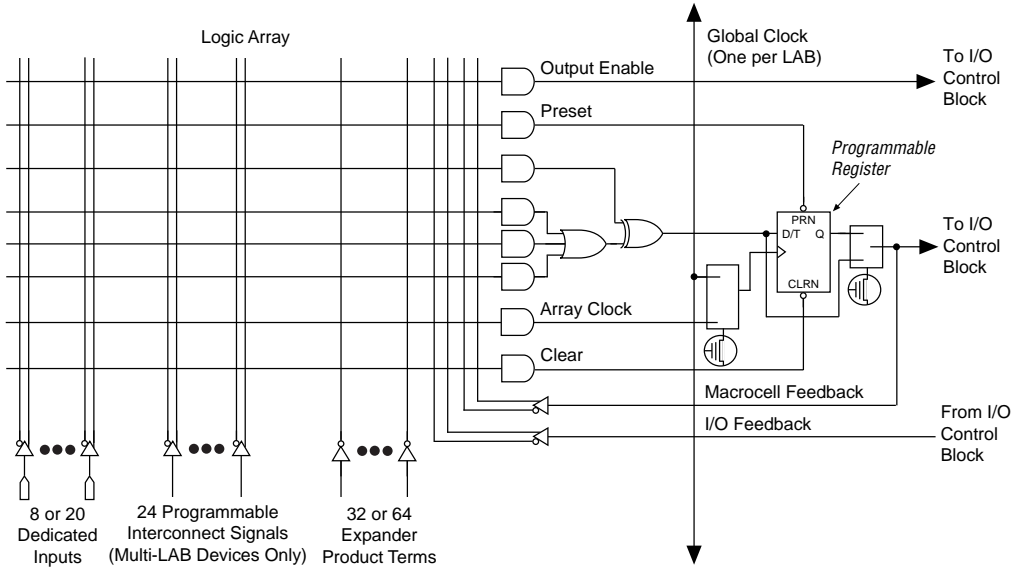 Logic Array
Global Clock
(One per LAB)
Output Enable
To I/O
Control
Block
Preset
Programmable
Register
PRN
D/T
Q
CLRN
To I/O
Control
Block
Array Clock
Clear
Macrocell Feedback
I/O Feedback
From I/O
Control
Block
8 or 20
Dedicated
Inputs
24 Programmable
Interconnect Signals
(Multi-LAB Devices Only)
32 or 64
Expander
Product Terms